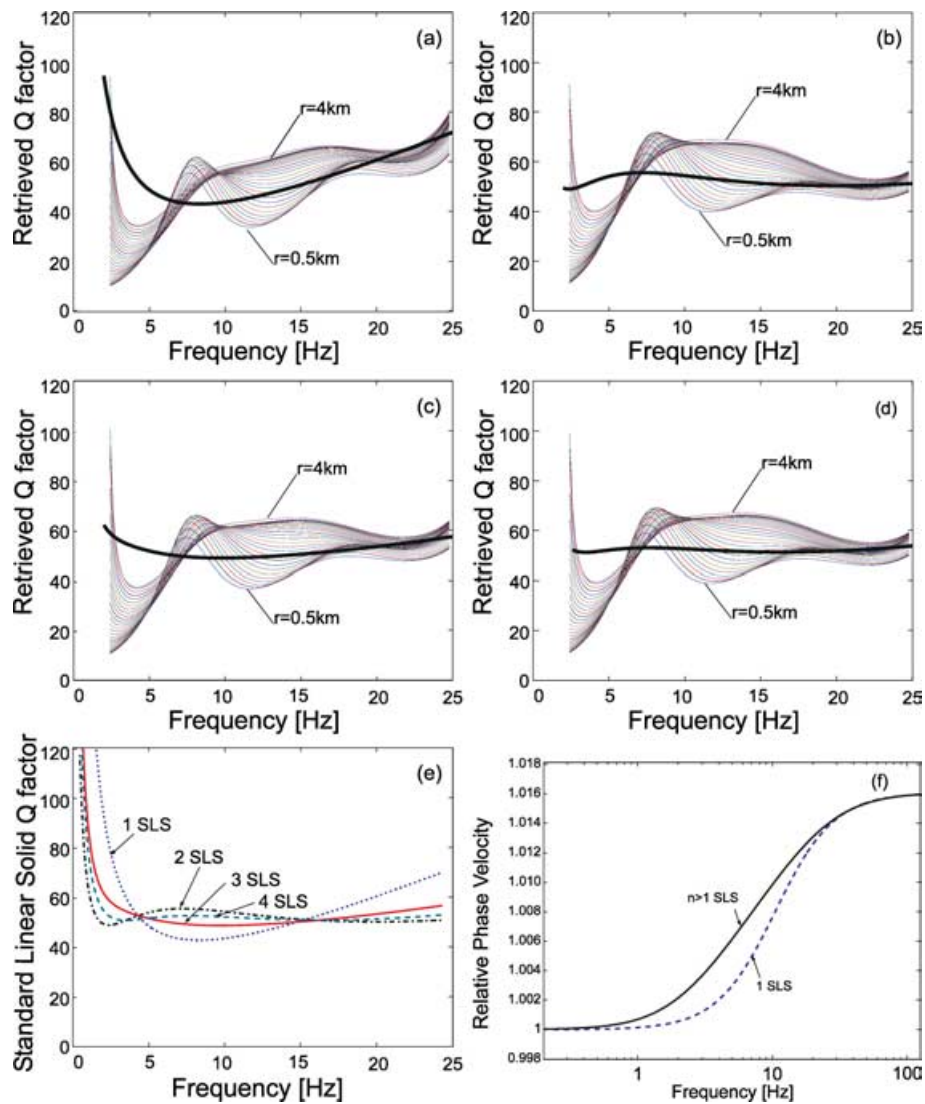 120
100
80
60
40
20
0
Retrieved Q factor
(a)
r=4km
r=0.5km
0 5 10 15 20 25
Frequency [Hz]
120
100
80
60
40
20
0
Retrieved Q factor
(b)
r=4km
r=0.5km
0 5 10 15 20 25
Frequency [Hz]
120
100
80
60
40
20
0
Retrieved Q factor
(c)
r=4km
r=0.5km
0 5 10 15 20 25
Frequency [Hz]
120
100
80
60
40
20
0
Retrieved Q factor
(d)
r=4km
r=0.5km
0 5 10 15 20 25
Frequency [Hz]
120
100
80
60
40
20
0
Standard Linear Solid Q factor
(e)
1 SLS
2 SLS
3 SLS
4 SLS
0 5 10 15 20 25
Frequency [Hz]
1.018
1.016
1.014
1.012
1.010
1.008
1.006
1.004
1.002
1
0.998
Relative Phase Velocity
(f)
n>1 SLS
1 SLS
1 10 100
Frequency [Hz]